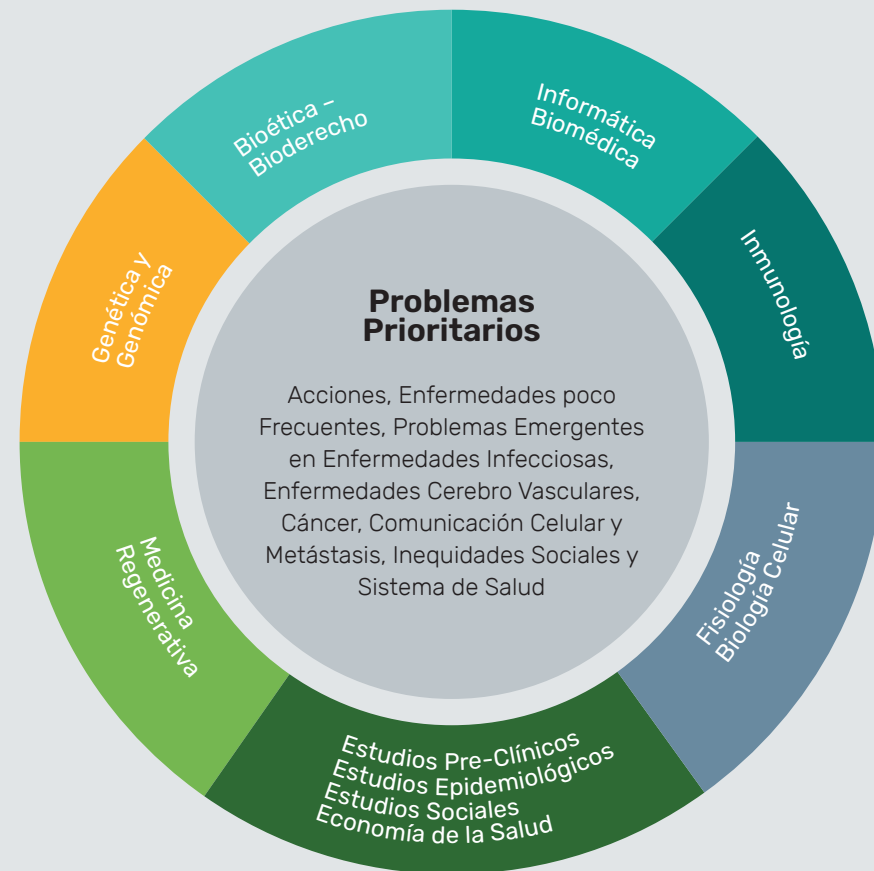 Bioética –
Bioderecho
Informática
Biomédica
Inmunología
Genética y
Genómica
Problemas
Prioritarios
Acciones, Enfermedades poco
Frecuentes, Problemas Emergentes
en Enfermedades Infecciosas,
Enfermedades Cerebro Vasculares,
Cáncer, Comunicación Celular y
Metástasis, Inequidades Sociales y
Sistema de Salud
Medicina
Regenerativa
Fisiología
Biología Celular
Estudios Pre-Clínicos
Estudios Epidemiológicos
Estudios Sociales
Economía de la Salud